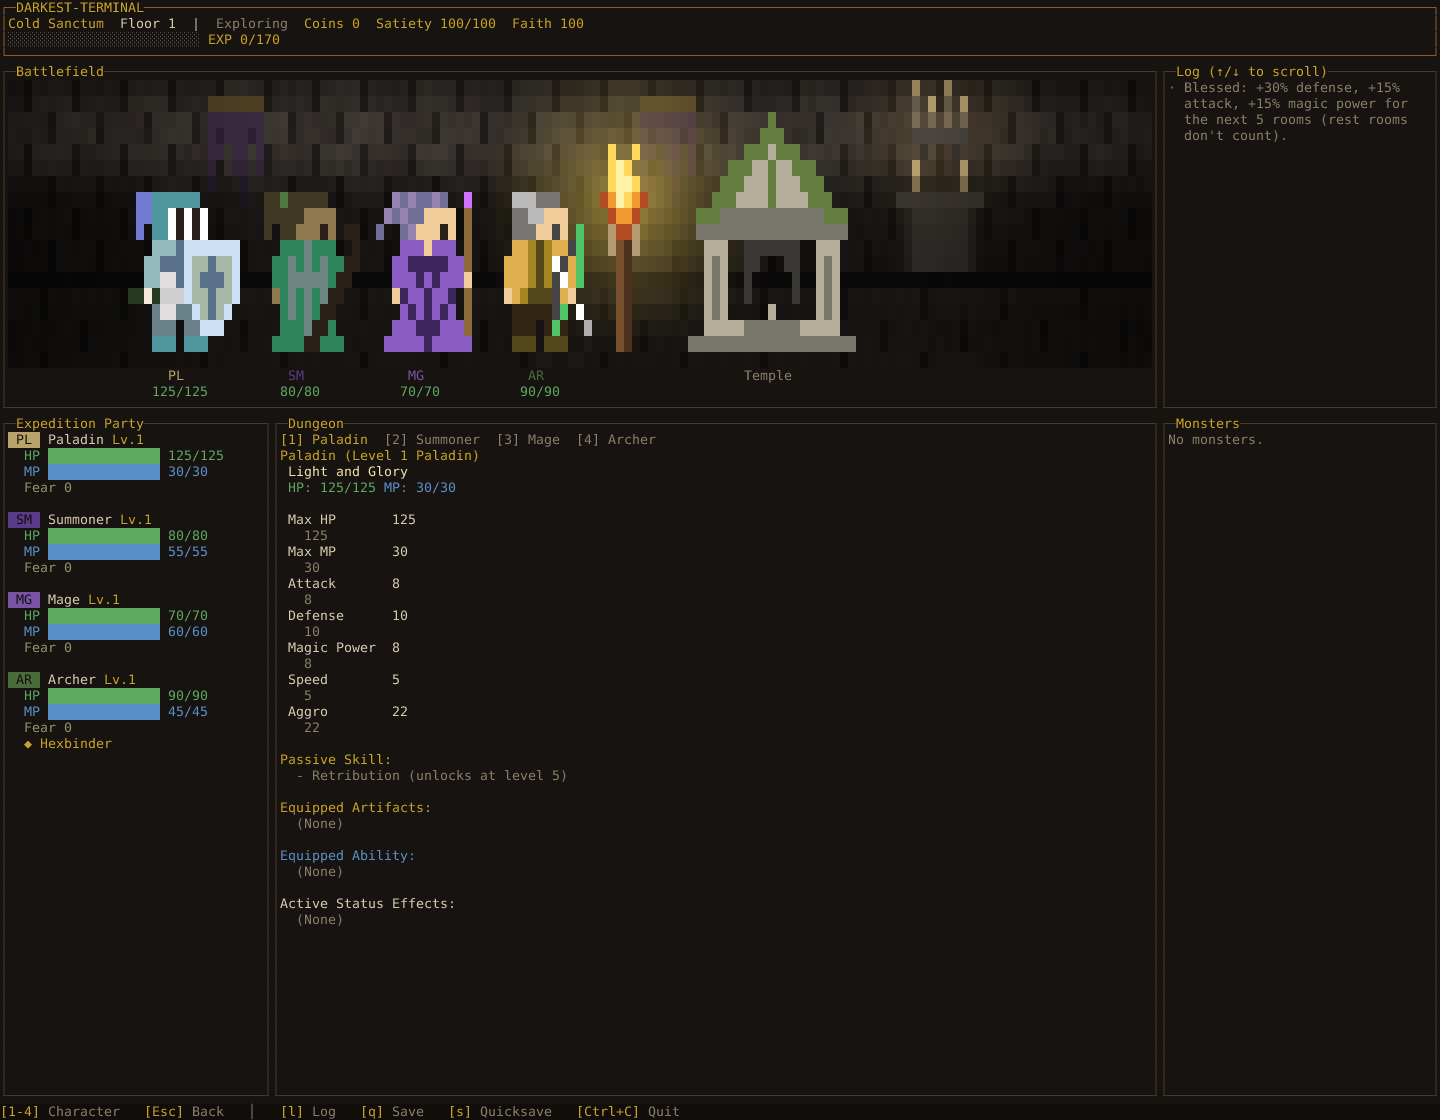 DARKEST-TERMINAL
Cold Sanctum  Floor 1  |  Exploring  Coins 0  Satiety 100/100  Faith 100
EXP 0/170
Battlefield
PL  SM  MG  AR  Temple
125/125  80/80  70/70  90/90
Log (↑/↓ to scroll)
· Blessed: +30% defense, +15%
attack, +15% magic power for
the next 5 rooms (rest rooms
don't count).
Expedition Party
PL  Paladin Lv.1
HP  125/125
MP  30/30
Fear 0
SM  Summoner Lv.1
HP  80/80
MP  55/55
Fear 0
MG  Mage Lv.1
HP  70/70
MP  60/60
Fear 0
AR  Archer Lv.1
HP  90/90
MP  45/45
Fear 0
◆ Hexbinder
Dungeon
[1] Paladin  [2] Summoner  [3] Mage  [4] Archer
Paladin (Level 1 Paladin)
Light and Glory
HP: 125/125 MP: 30/30
Max HP  125
125
Max MP  30
30
Attack  8
8
Defense  10
10
Magic Power  8
8
Speed  5
5
Aggro  22
22
Passive Skill:
- Retribution (unlocks at level 5)
Equipped Artifacts:
(None)
Equipped Ability:
(None)
Active Status Effects:
(None)
Monsters
No monsters.
[1-4] Character  [Esc] Back  |  [l] Log  [q] Save  [s] Quicksave  [Ctrl+C] Quit